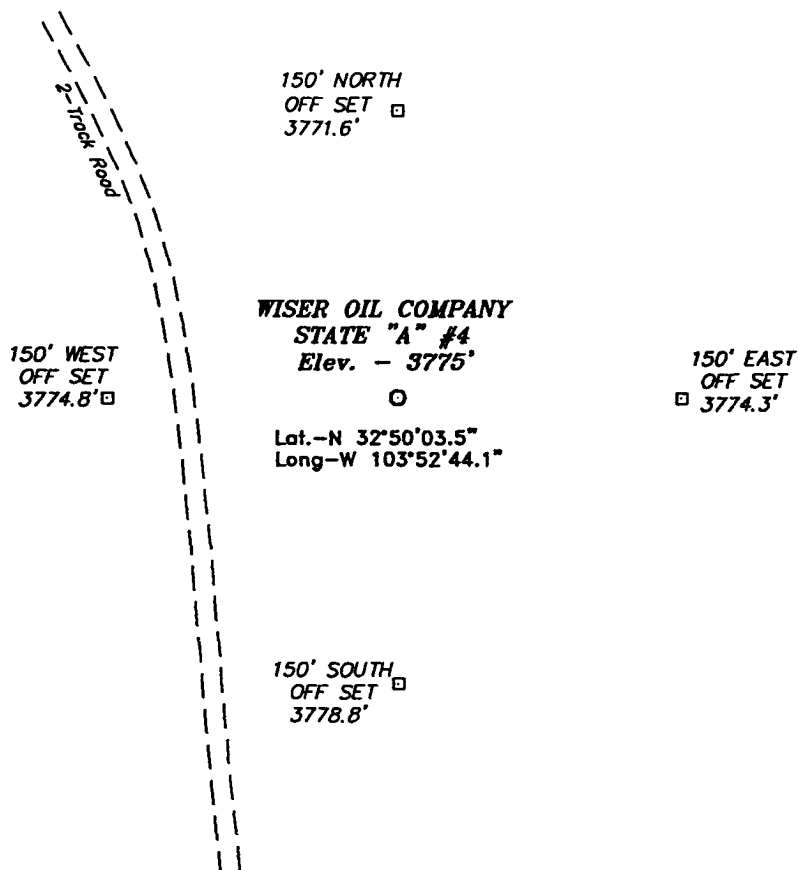 2-Track Road
150' NORTH
OFF SET
3771.6'
WISER OIL COMPANY
STATE "A" #4
Elev. - 3775'
150' WEST
OFF SET
3774.8'
150' EAST
OFF SET
3774.3'
Lat.-N 32°50'03.5"
Long-W 103°52'44.1"
150' SOUTH
OFF SET
3778.8'